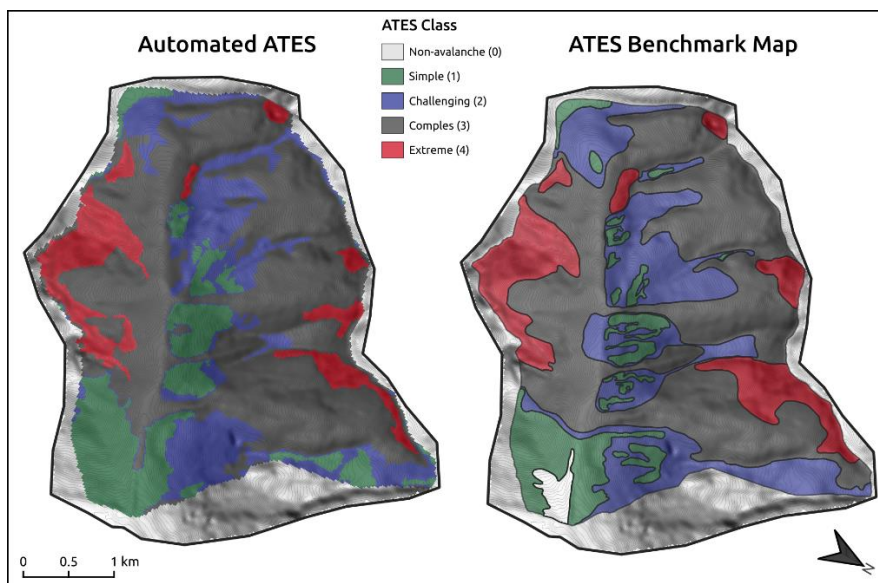 Automated ATES
ATES Class
Non-avalanche (0)
Simple (1)
Challenging (2)
Comples (3)
Extreme (4)
ATES Benchmark Map
0 0.5 1 km
N